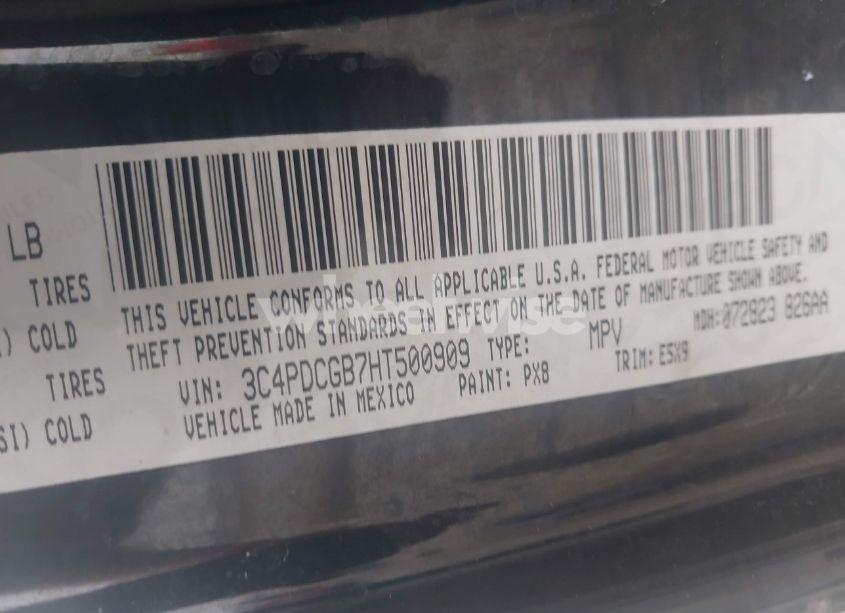 LB
TIRES
) COLD
TIRES
SI) COLD
THIS VEHICLE CONFORMS TO ALL APPLICABLE U.S.A. FEDERAL MOTOR VEHICLE SAFETY AND
THEFT PREVENTION STANDARDS IN EFFECT ON THE DATE OF MANUFACTURE SHOWN ABOVE.
VIN: 3C4PDCGB7HT500909 TYPE: MPV MDH:072823 826AA
VEHICLE MADE IN MEXICO PAINT: PX8 TRIM: E5X9
wheelwise